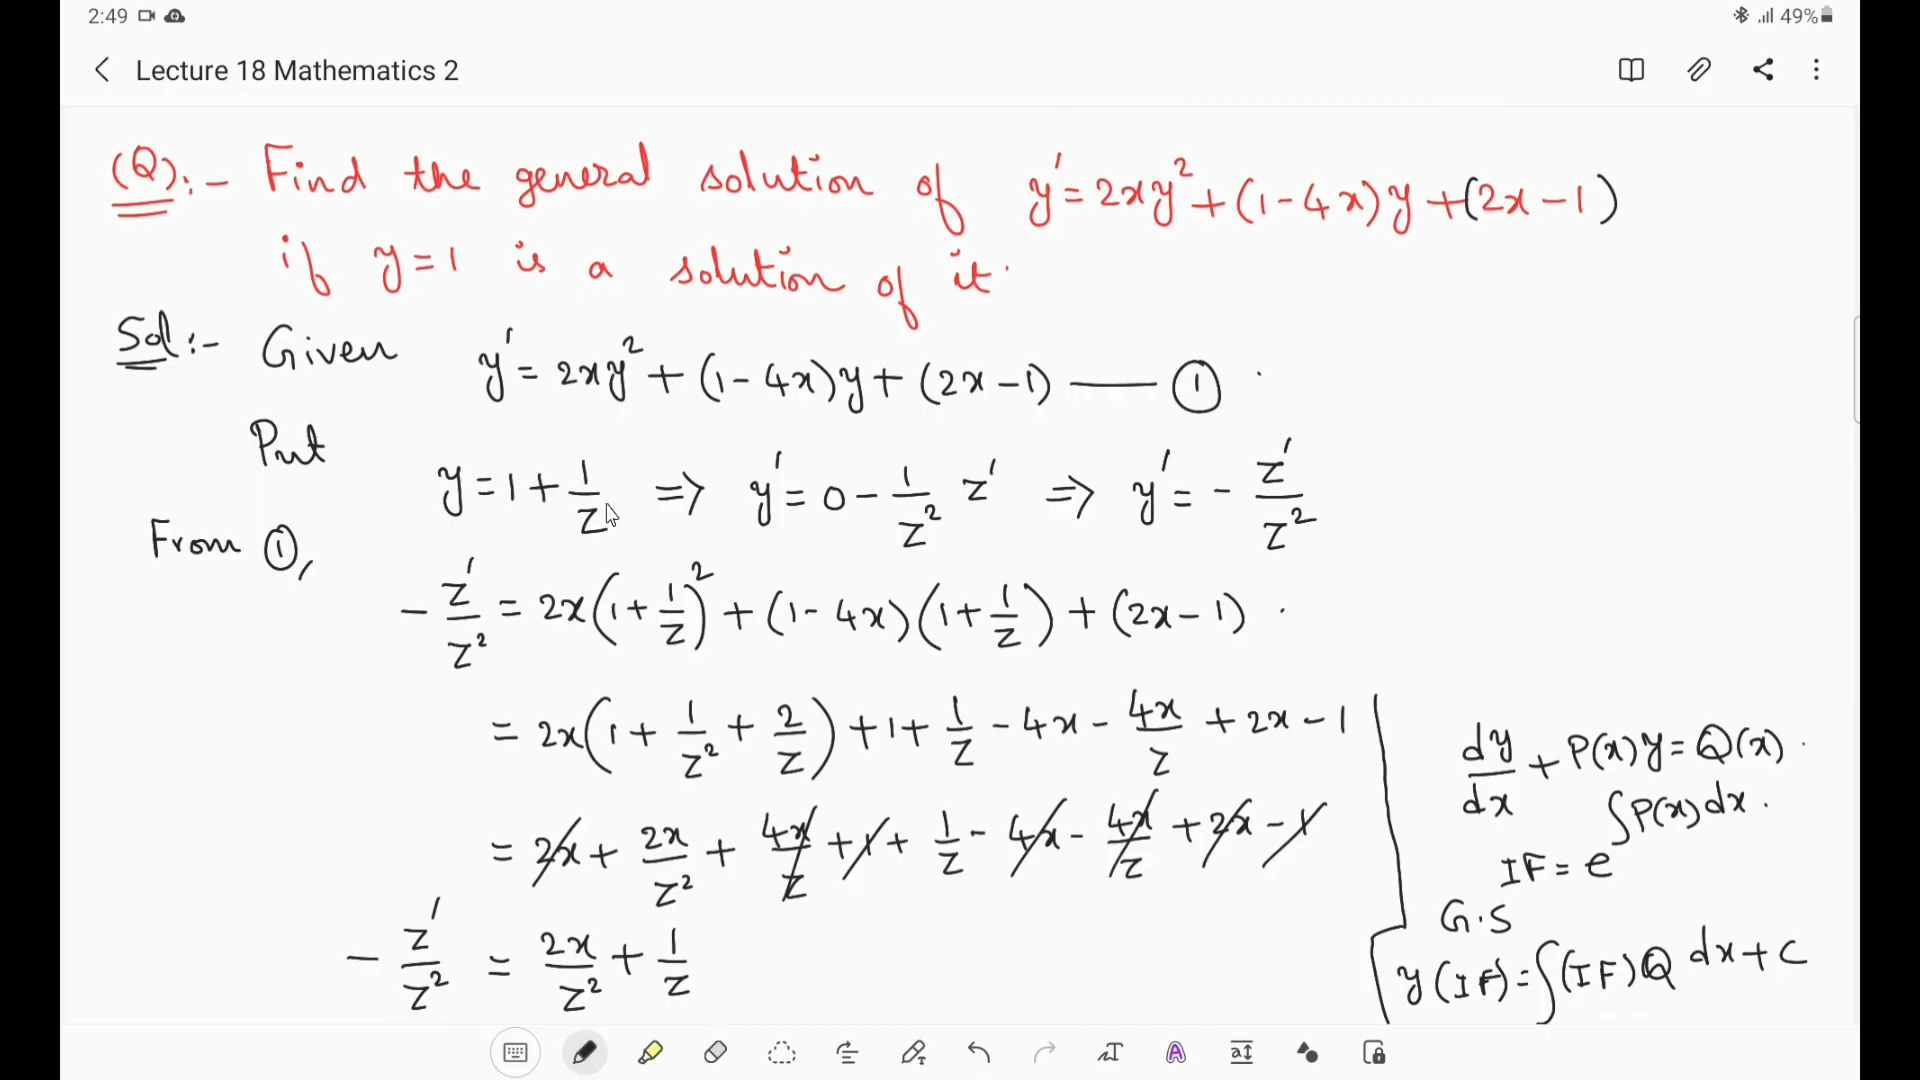 2:49 49%
Lecture 18 Mathematics 2
(Q):- Find the general solution of y' = 2xy² + (1-4x)y + (2x-1)
if y = 1 is a solution of it.
Sol:- Given y' = 2xy² + (1-4x)y + (2x-1) —— ①
Put
y = 1 + 1/z ⇒ y' = 0 - 1/z² z' ⇒ y' = - z'/z²
From ①,
- z'/z² = 2x(1 + 1/z)² + (1-4x)(1 + 1/z) + (2x-1).
= 2x(1 + 1/z² + 2/z) + 1 + 1/z - 4x - 4x/z + 2x - 1
= 2x + 2x/z² + 4x/z + 1 + 1/z - 4x - 4x/z + 2x - 1
- z'/z² = 2x/z² + 1/z
dy/dx + P(x)y = Q(x).
IF = e^∫P(x)dx.
G.S
y(IF) = ∫(IF)Q dx + C